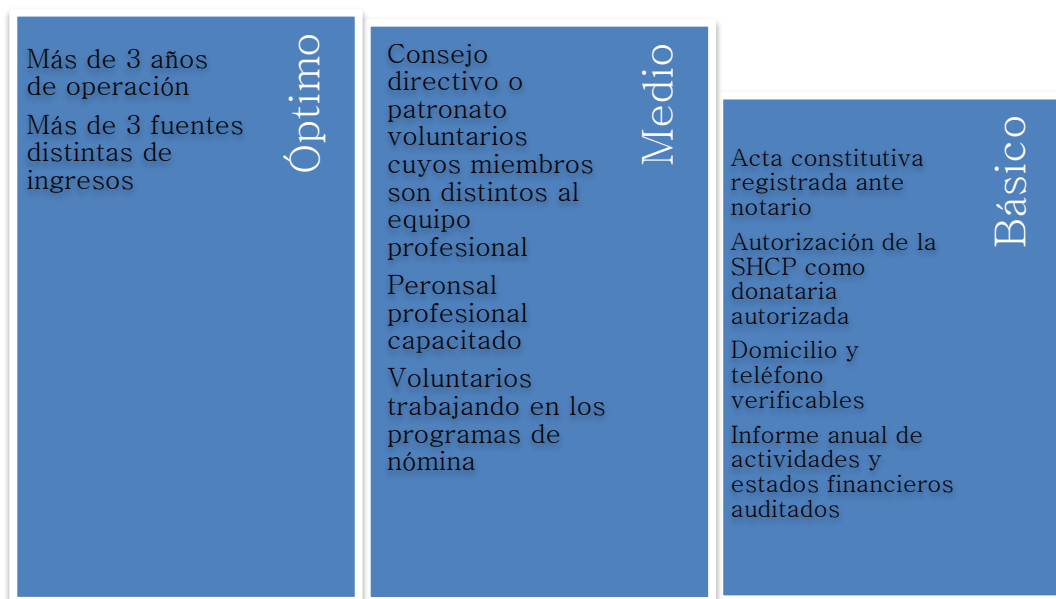 Óptimo
Más de 3 años
de operación
Más de 3 fuentes
distintas de
ingresos
Medio
Consejo
directivo o
patronato
voluntarios
cuyos miembros
son distintos al
equipo
profesional
Peronsal
profesional
capacitado
Voluntarios
trabajando en los
programas de
nómina
Básico
Acta constitutiva
registrada ante
notario
Autorización de la
SHCP como
donataria
autorizada
Domicilio y
teléfono
verificables
Informe anual de
actividades y
estados financieros
auditados